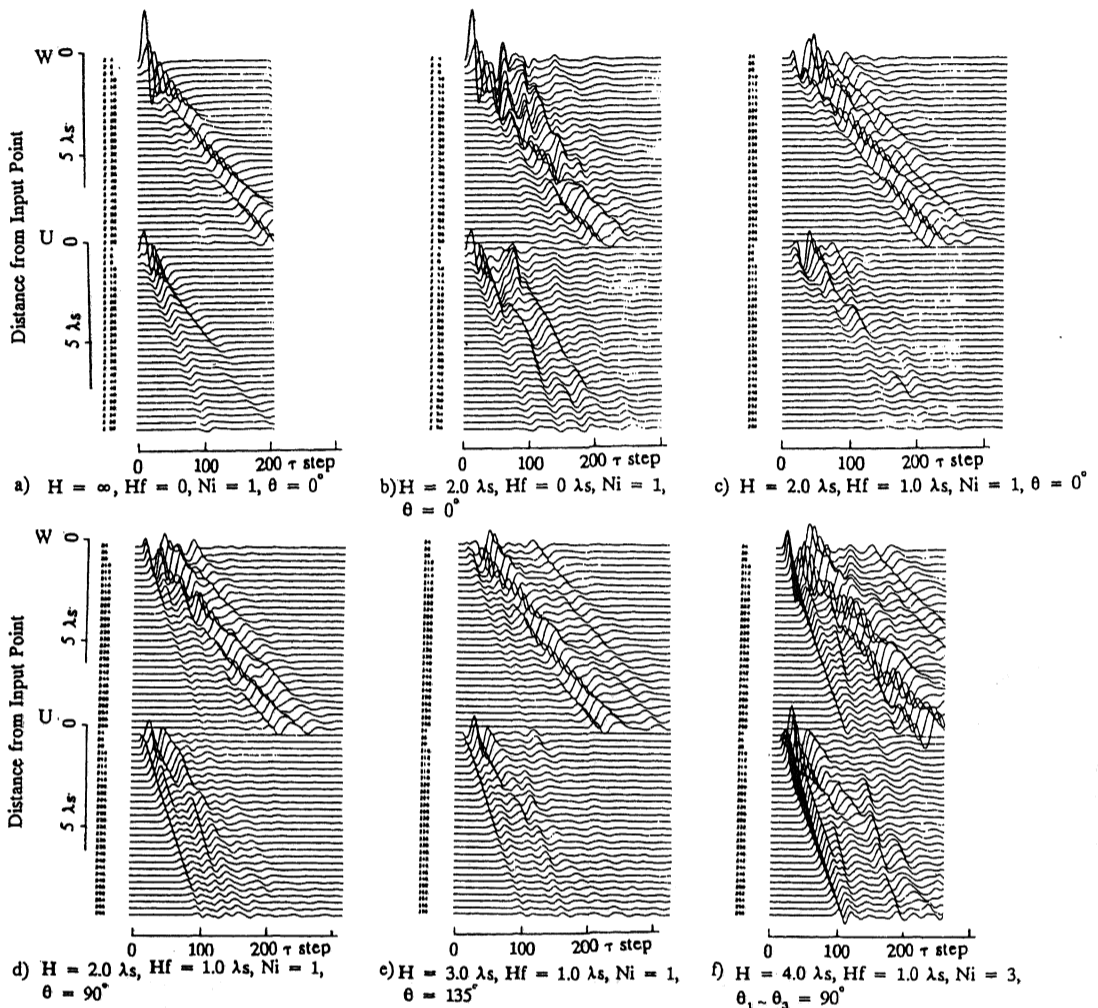 W
0
5 λs
U
0
5 λs
Distance from Input Point
0 100 200 τ step
a) H = ∞, Hf = 0, Ni = 1, θ = 0°
0 100 200 τ step
b) H = 2.0 λs, Hf = 0 λs, Ni = 1,
θ = 0°
0 100 200 τ step
c) H = 2.0 λs, Hf = 1.0 λs, Ni = 1, θ = 0°
W
0
5 λs
U
0
5 λs
Distance from Input Point
0 100 200 τ step
d) H = 2.0 λs, Hf = 1.0 λs, Ni = 1,
θ = 90°
0 100 200 τ step
e) H = 3.0 λs, Hf = 1.0 λs, Ni = 1,
θ = 135°
0 100 200 τ step
f) H = 4.0 λs, Hf = 1.0 λs, Ni = 3,
θ₁ ~ θ₃ = 90°